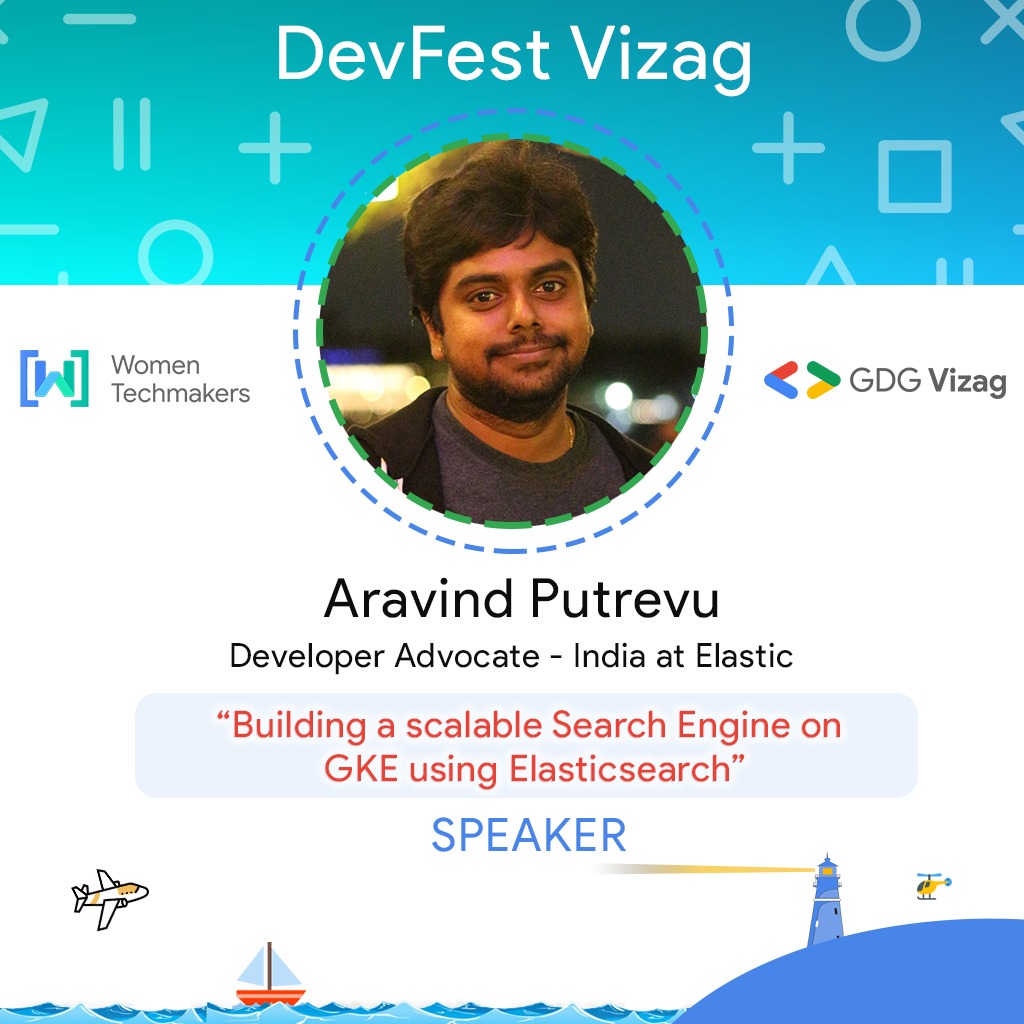 DevFest Vizag
Women
Techmakers
GDG Vizag
Aravind Putrevu
Developer Advocate - India at Elastic
“Building a scalable Search Engine on
GKE using Elasticsearch”
SPEAKER